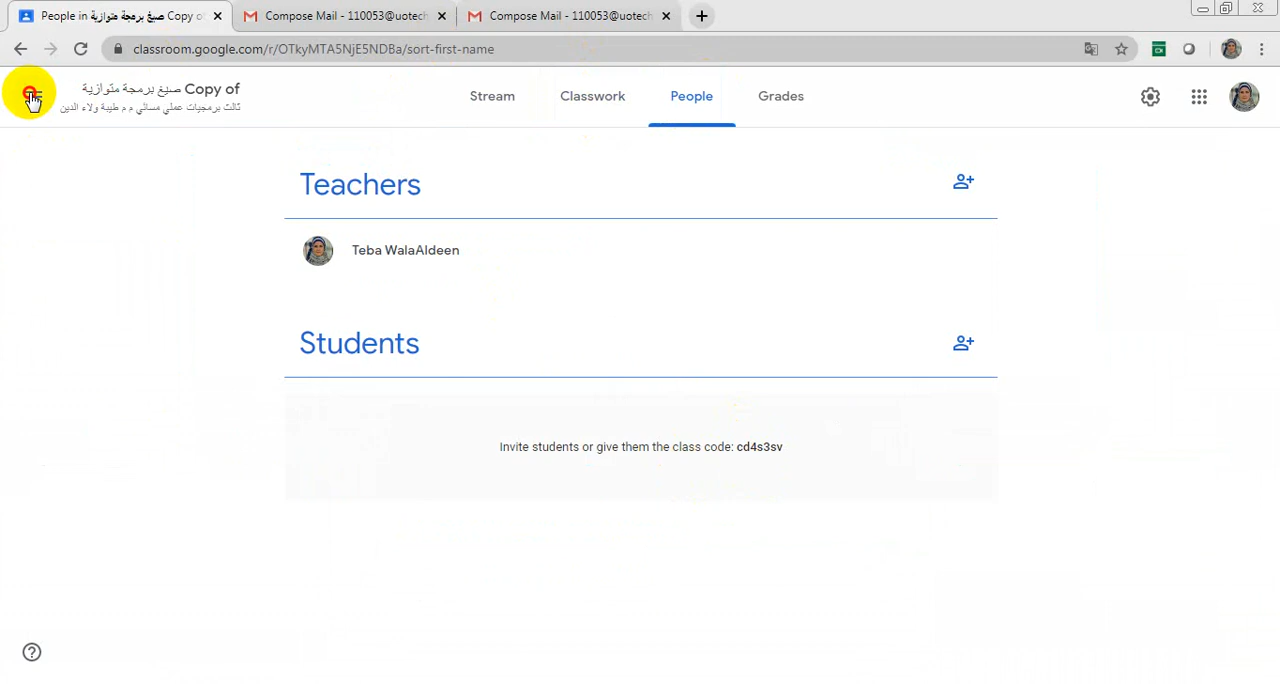 People in صيغ برمجة متوازية Copy of
Compose Mail - 110053@uotech
Compose Mail - 110053@uotech
classroom.google.com/r/OTkyMTA5NjE5NDBa/sort-first-name
صيغ برمجة متوازية Copy of
ثالث برمجيات عملي مسائي م م طيبة ولاء الدين
Stream
Classwork
People
Grades
Teachers
Teba WalaAldeen
Students
Invite students or give them the class code: cd4s3sv